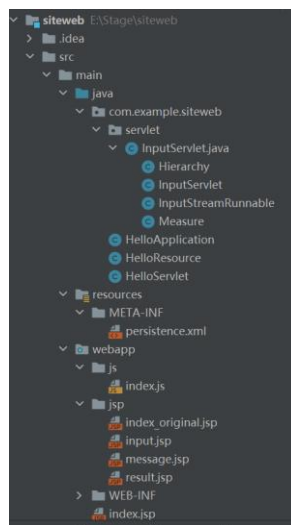 siteweb E:\Stage\siteweb
.idea
src
main
java
com.example.siteweb
servlet
InputServlet.java
Hierarchy
InputServlet
InputStreamRunnable
Measure
HelloApplication
HelloResource
HelloServlet
resources
META-INF
persistence.xml
webapp
js
index.js
jsp
index_original.jsp
input.jsp
message.jsp
result.jsp
WEB-INF
index.jsp